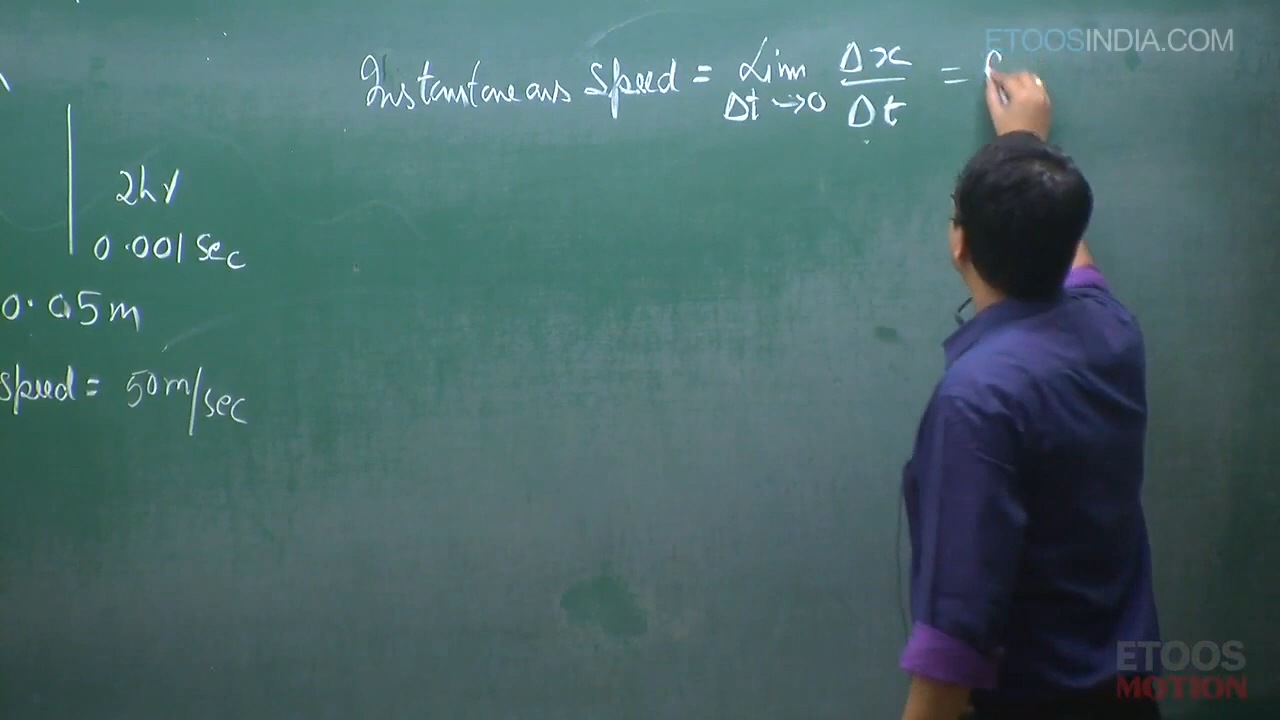 ETOOSINDIA.COM
Instantaneous Speed = Lim Δt→0 Δx/Δt =
2hr
0.001 Sec
0.05m
speed = 50m/sec
ETOOS
MOTION